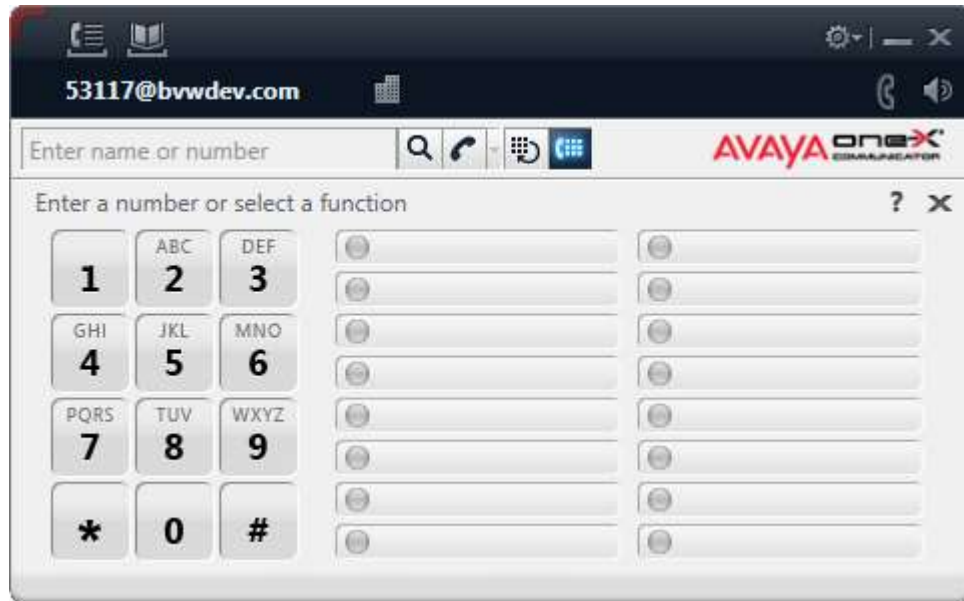 53117@bvwdev.com
Enter name or number
AVAYA one-X COMMUNICATOR
Enter a number or select a function ?
1 ABC 2 DEF 3
GHI 4 JKL 5 MNO 6
PQRS 7 TUV 8 WXYZ 9
* 0 #